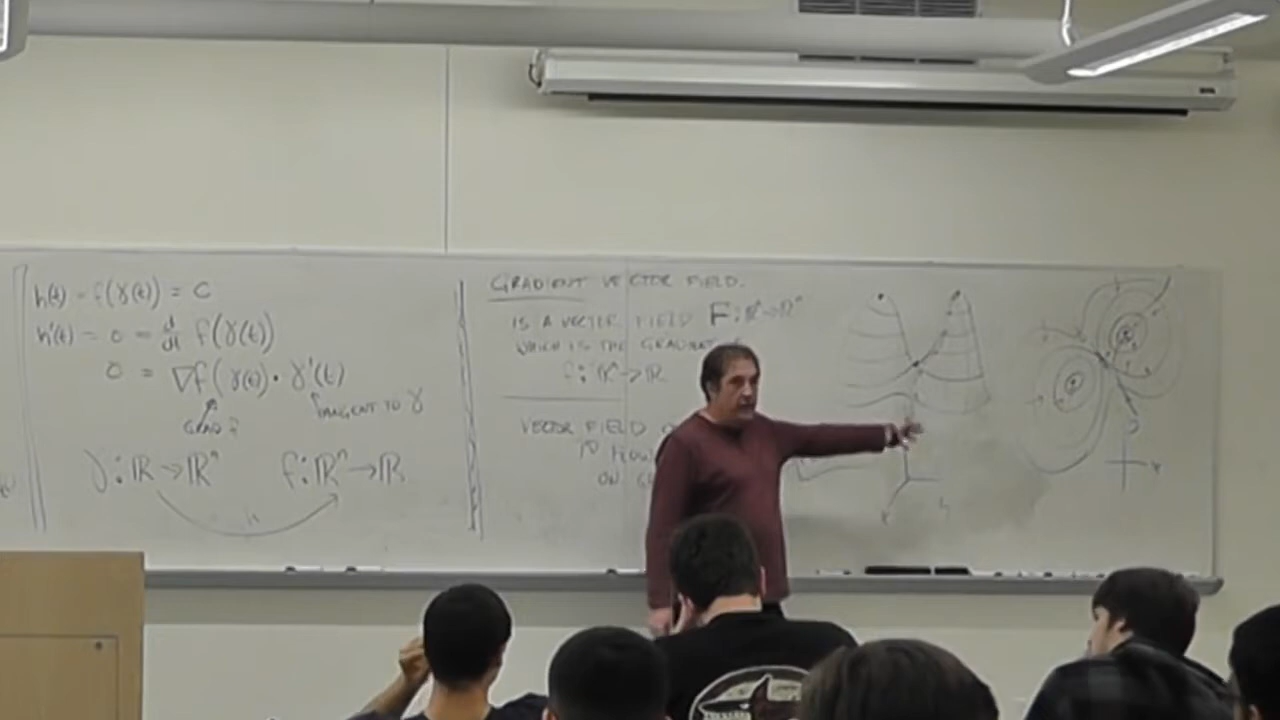 h(t) = f(γ(t)) = C
h'(t) = 0 = d/dt f(γ(t))
0 = ∇f(γ(t)) · γ'(t)
GRAD f
TANGENT TO γ
γ: ℝ → ℝⁿ f: ℝⁿ → ℝ
h
GRADIENT VECTOR FIELD.
IS A VECTOR FIELD F: ℝⁿ → ℝⁿ
WHICH IS THE GRADIENT
f: ℝⁿ → ℝ
VECTOR FIELD
ON